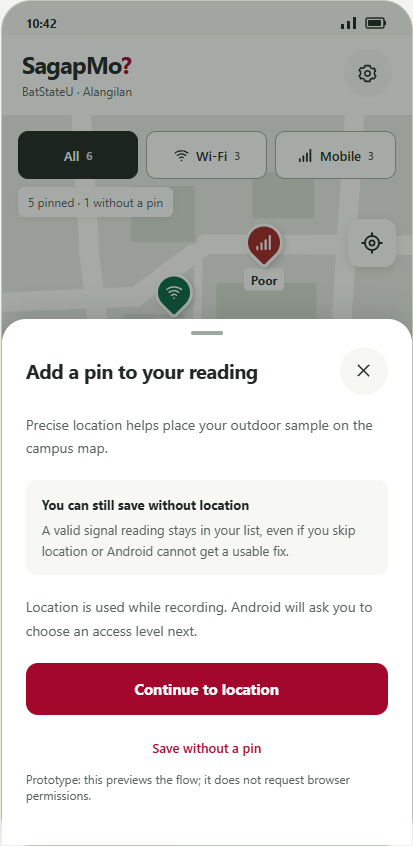 10:42
SagapMo?
BatStateU · Alangilan
All 6
Wi-Fi 3
Mobile 3
5 pinned · 1 without a pin
Poor
Add a pin to your reading
Precise location helps place your outdoor sample on the
campus map.
You can still save without location
A valid signal reading stays in your list, even if you skip
location or Android cannot get a usable fix.
Location is used while recording. Android will ask you to
choose an access level next.
Continue to location
Save without a pin
Prototype: this previews the flow; it does not request browser
permissions.